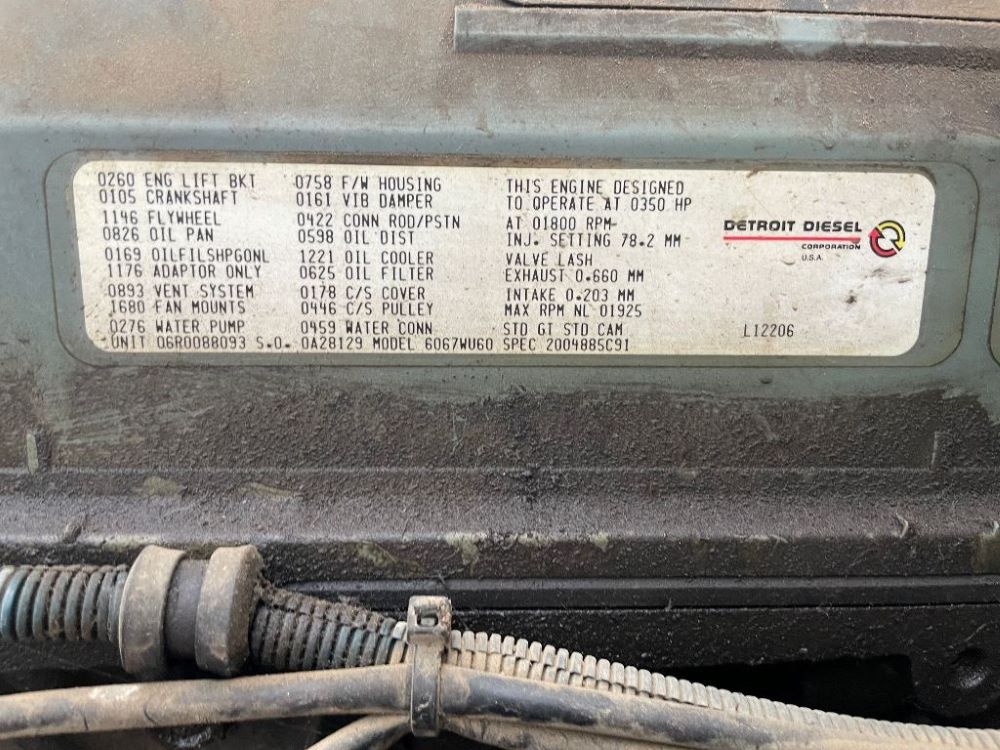 0260 ENG LIFT BKT 0758 F/W HOUSING THIS ENGINE DESIGNED
0105 CRANKSHAFT 0161 VIB DAMPER TO OPERATE AT 0350 HP
1146 FLYWHEEL 0422 CONN ROD/PSTN AT 01800 RPM-
0826 OIL PAN 0598 OIL DIST INJ. SETTING 78.2 MM
0169 OILFILSHPGONL 1221 OIL COOLER VALVE LASH
1176 ADAPTOR ONLY 0625 OIL FILTER EXHAUST 0.660 MM
0893 VENT SYSTEM 0178 C/S COVER INTAKE 0.203 MM
1680 FAN MOUNTS 0446 C/S PULLEY MAX RPM NL 01925
0276 WATER PUMP 0459 WATER CONN STD GT STD CAM L12206
UNIT 06R0088093 S.O. 0A28129 MODEL 6067WU60 SPEC 200488SC91
DETROIT DIESEL
CORPORATION
U.S.A.